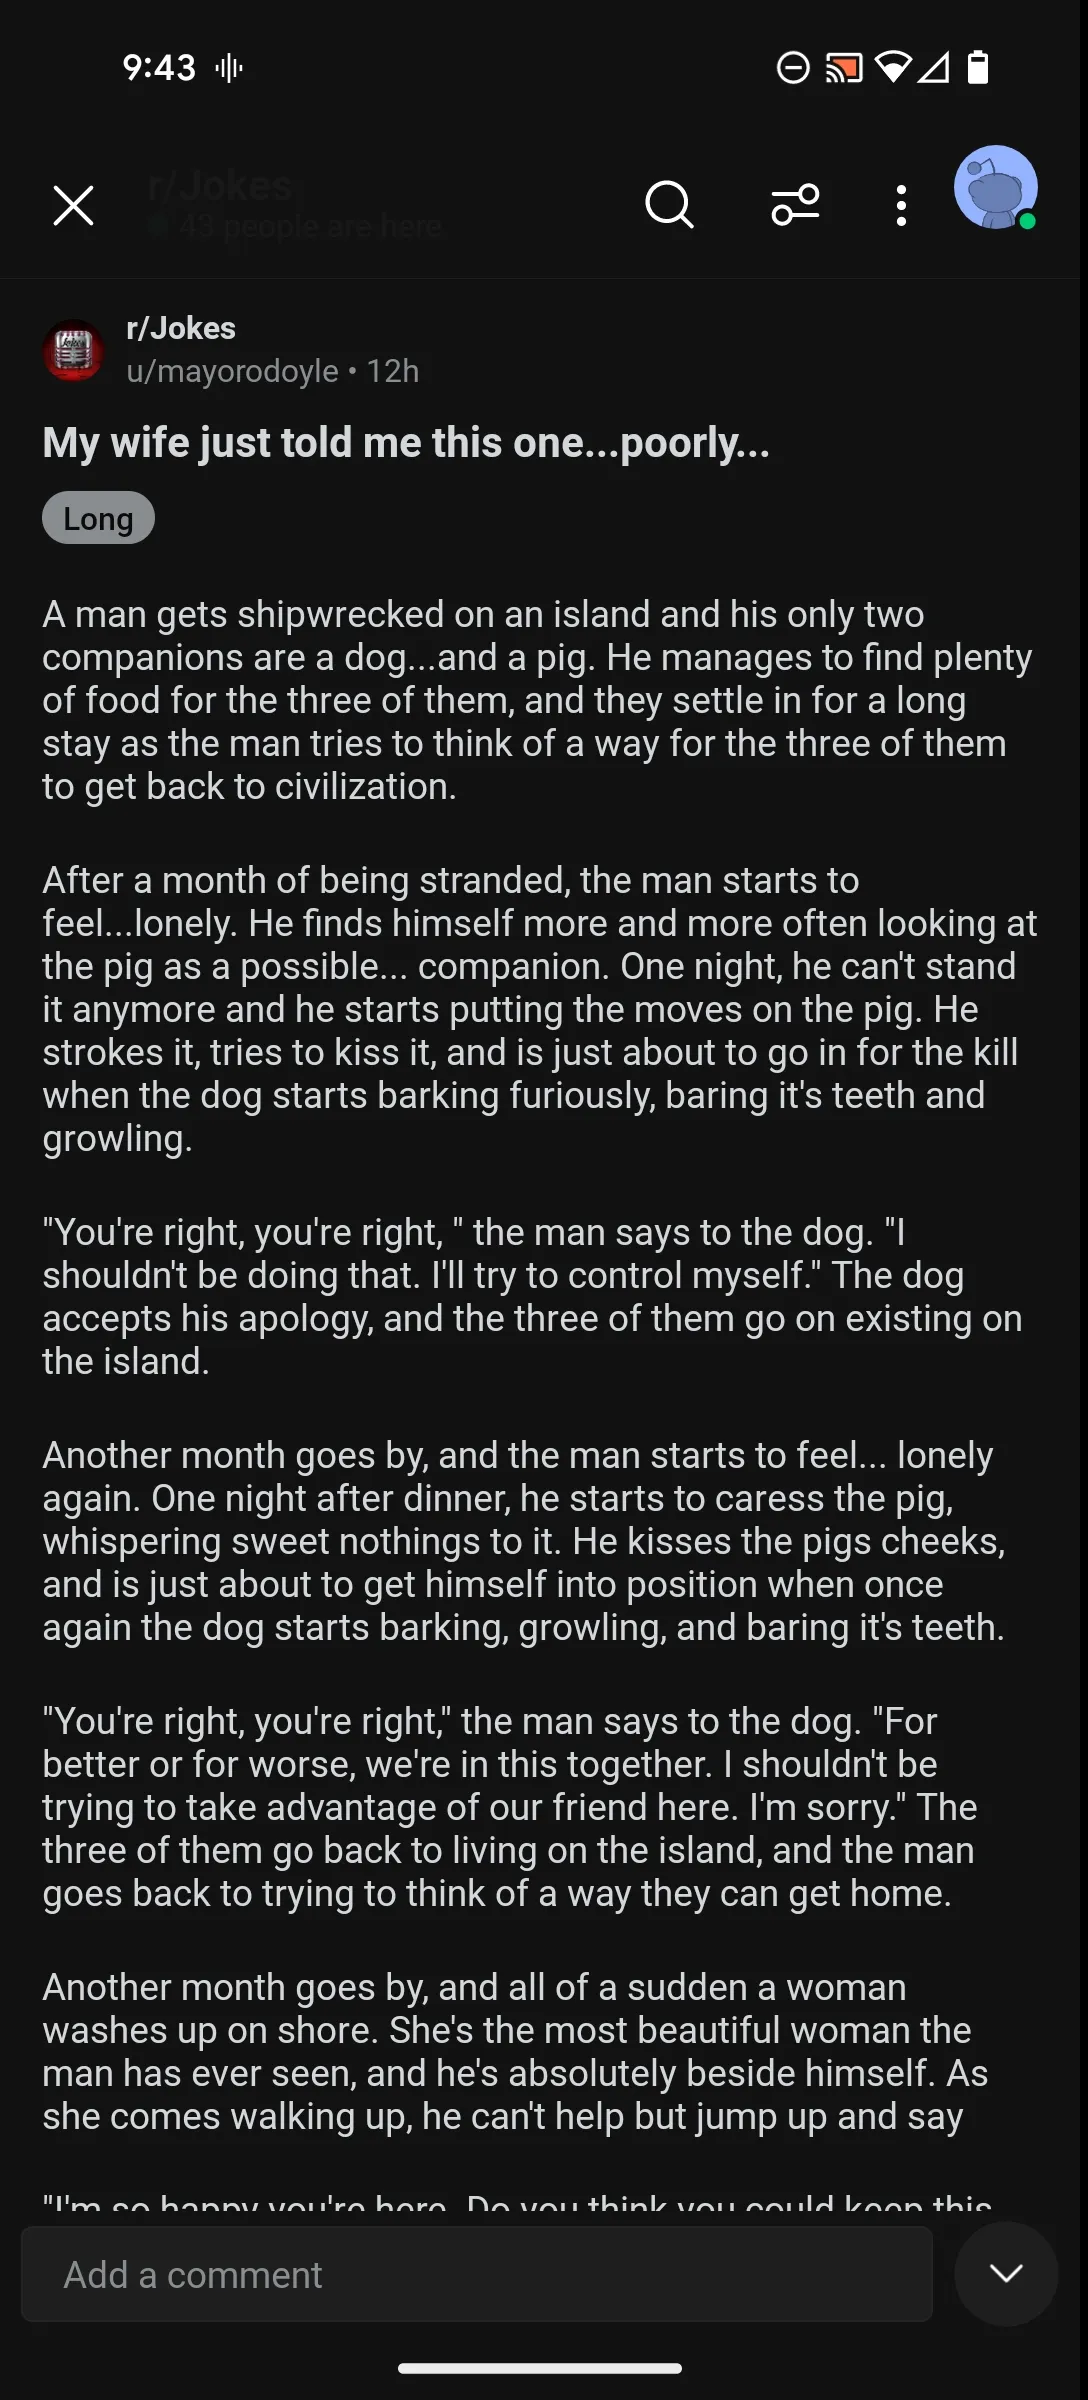 9:43
r/Jokes
43 people are here
r/Jokes
u/mayorodoyle • 12h
My wife just told me this one...poorly...
Long
A man gets shipwrecked on an island and his only two
companions are a dog...and a pig. He manages to find plenty
of food for the three of them, and they settle in for a long
stay as the man tries to think of a way for the three of them
to get back to civilization.
After a month of being stranded, the man starts to
feel...lonely. He finds himself more and more often looking at
the pig as a possible... companion. One night, he can't stand
it anymore and he starts putting the moves on the pig. He
strokes it, tries to kiss it, and is just about to go in for the kill
when the dog starts barking furiously, baring it's teeth and
growling.
"You're right, you're right, " the man says to the dog. "I
shouldn't be doing that. I'll try to control myself." The dog
accepts his apology, and the three of them go on existing on
the island.
Another month goes by, and the man starts to feel... lonely
again. One night after dinner, he starts to caress the pig,
whispering sweet nothings to it. He kisses the pigs cheeks,
and is just about to get himself into position when once
again the dog starts barking, growling, and baring it's teeth.
"You're right, you're right," the man says to the dog. "For
better or for worse, we're in this together. I shouldn't be
trying to take advantage of our friend here. I'm sorry." The
three of them go back to living on the island, and the man
goes back to trying to think of a way they can get home.
Another month goes by, and all of a sudden a woman
washes up on shore. She's the most beautiful woman the
man has ever seen, and he's absolutely beside himself. As
she comes walking up, he can't help but jump up and say
"I'm so happy you're here. Do you think you could keep this
Add a comment